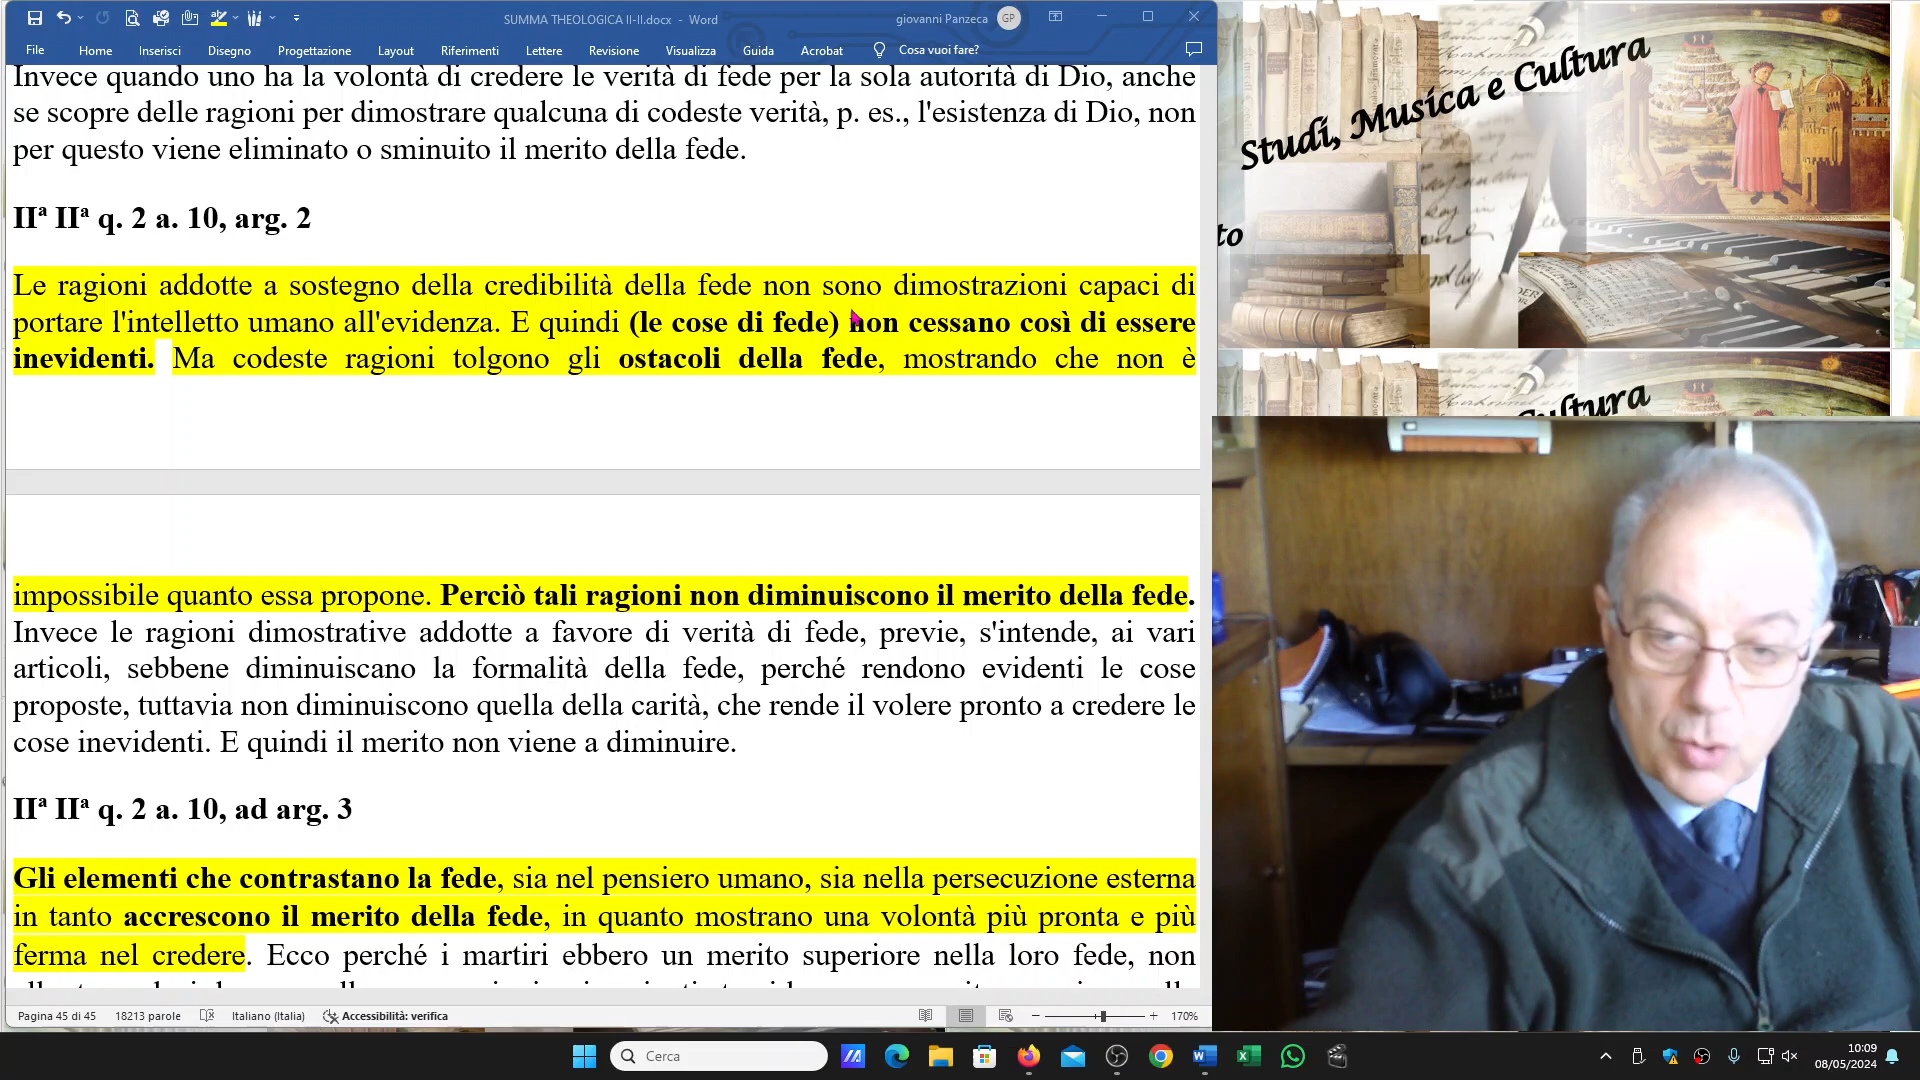 SUMMA THEOLOGICA II-II.docx - Word
giovanni Panzeca GP
File Home Inserisci Disegno Progettazione Layout Riferimenti Lettere Revisione Visualizza Guida Acrobat Cosa vuoi fare?
Invece quando uno ha la volontà di credere le verità di fede per la sola autorità di Dio, anche
se scopre delle ragioni per dimostrare qualcuna di codeste verità, p. es., l'esistenza di Dio, non
per questo viene eliminato o sminuito il merito della fede.
IIª IIª q. 2 a. 10, arg. 2
Le ragioni addotte a sostegno della credibilità della fede non sono dimostrazioni capaci di
portare l'intelletto umano all'evidenza. E quindi (le cose di fede) non cessano così di essere
inevidenti. Ma codeste ragioni tolgono gli ostacoli della fede, mostrando che non è
impossibile quanto essa propone. Perciò tali ragioni non diminuiscono il merito della fede.
Invece le ragioni dimostrative addotte a favore di verità di fede, previe, s'intende, ai vari
articoli, sebbene diminuiscano la formalità della fede, perché rendono evidenti le cose
proposte, tuttavia non diminuiscono quella della carità, che rende il volere pronto a credere le
cose inevidenti. E quindi il merito non viene a diminuire.
IIª IIª q. 2 a. 10, ad arg. 3
Gli elementi che contrastano la fede, sia nel pensiero umano, sia nella persecuzione esterna
in tanto accrescono il merito della fede, in quanto mostrano una volontà più pronta e più
ferma nel credere. Ecco perché i martiri ebbero un merito superiore nella loro fede, non
Pagina 45 di 45 18213 parole Italiano (Italia) Accessibilità: verifica 170%
Studi, Musica e Cultura
to
Cultura
Cerca
10:09
08/05/2024